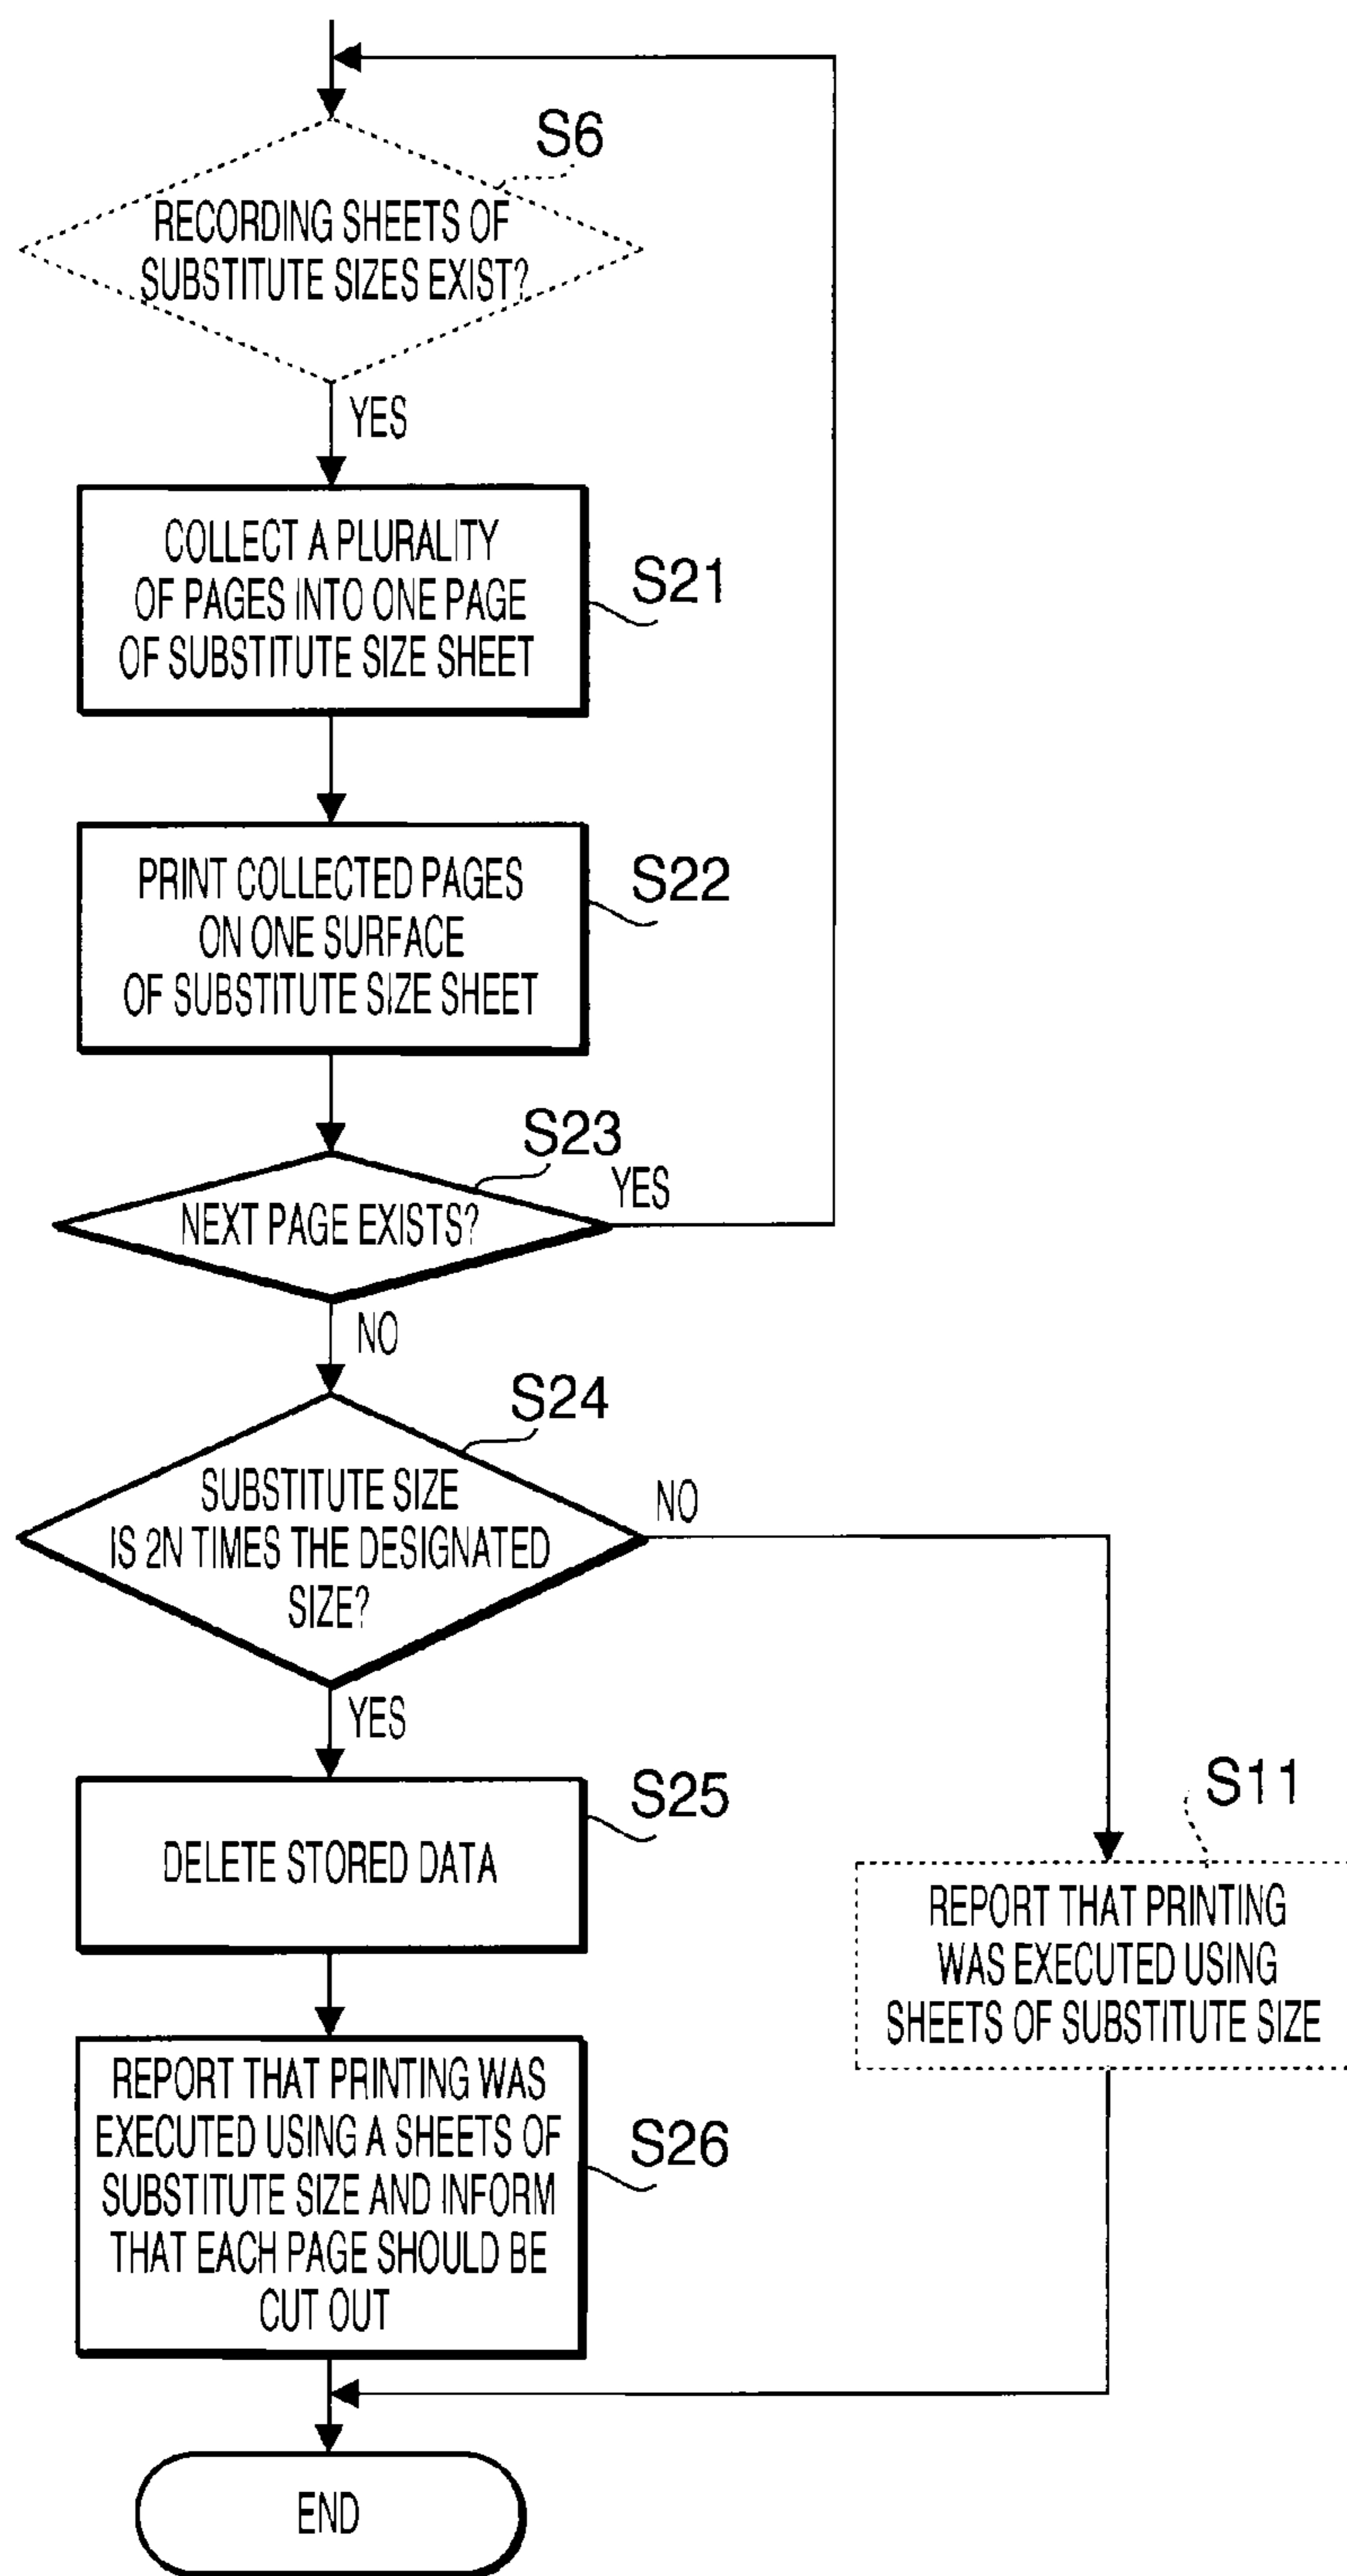 S6
RECORDING SHEETS OF
SUBSTITUTE SIZES EXIST?
YES
COLLECT A PLURALITY
OF PAGES INTO ONE PAGE
OF SUBSTITUTE SIZE SHEET
S21
PRINT COLLECTED PAGES
ON ONE SURFACE
OF SUBSTITUTE SIZE SHEET
S22
S23
NEXT PAGE EXISTS?
YES
NO
S24
SUBSTITUTE SIZE
IS 2N TIMES THE DESIGNATED
SIZE?
NO
YES
DELETE STORED DATA
S25
S11
REPORT THAT PRINTING
WAS EXECUTED USING
SHEETS OF SUBSTITUTE SIZE
REPORT THAT PRINTING WAS
EXECUTED USING A SHEETS OF
SUBSTITUTE SIZE AND INFORM
THAT EACH PAGE SHOULD BE
CUT OUT
S26
END